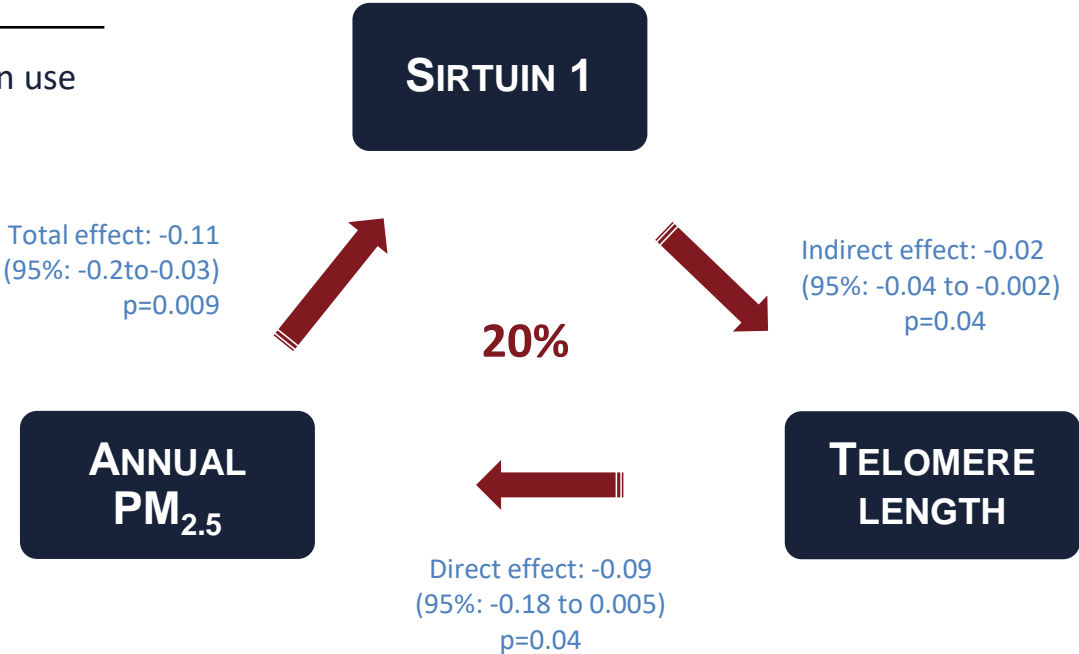 n use
SIRTUIN 1
Total effect: -0.11
(95%: -0.2to-0.03)
p=0.009
Indirect effect: -0.02
(95%: -0.04 to -0.002)
p=0.04
20%
ANNUAL
PM2.5
TELOMERE
LENGTH
Direct effect: -0.09
(95%: -0.18 to 0.005)
p=0.04